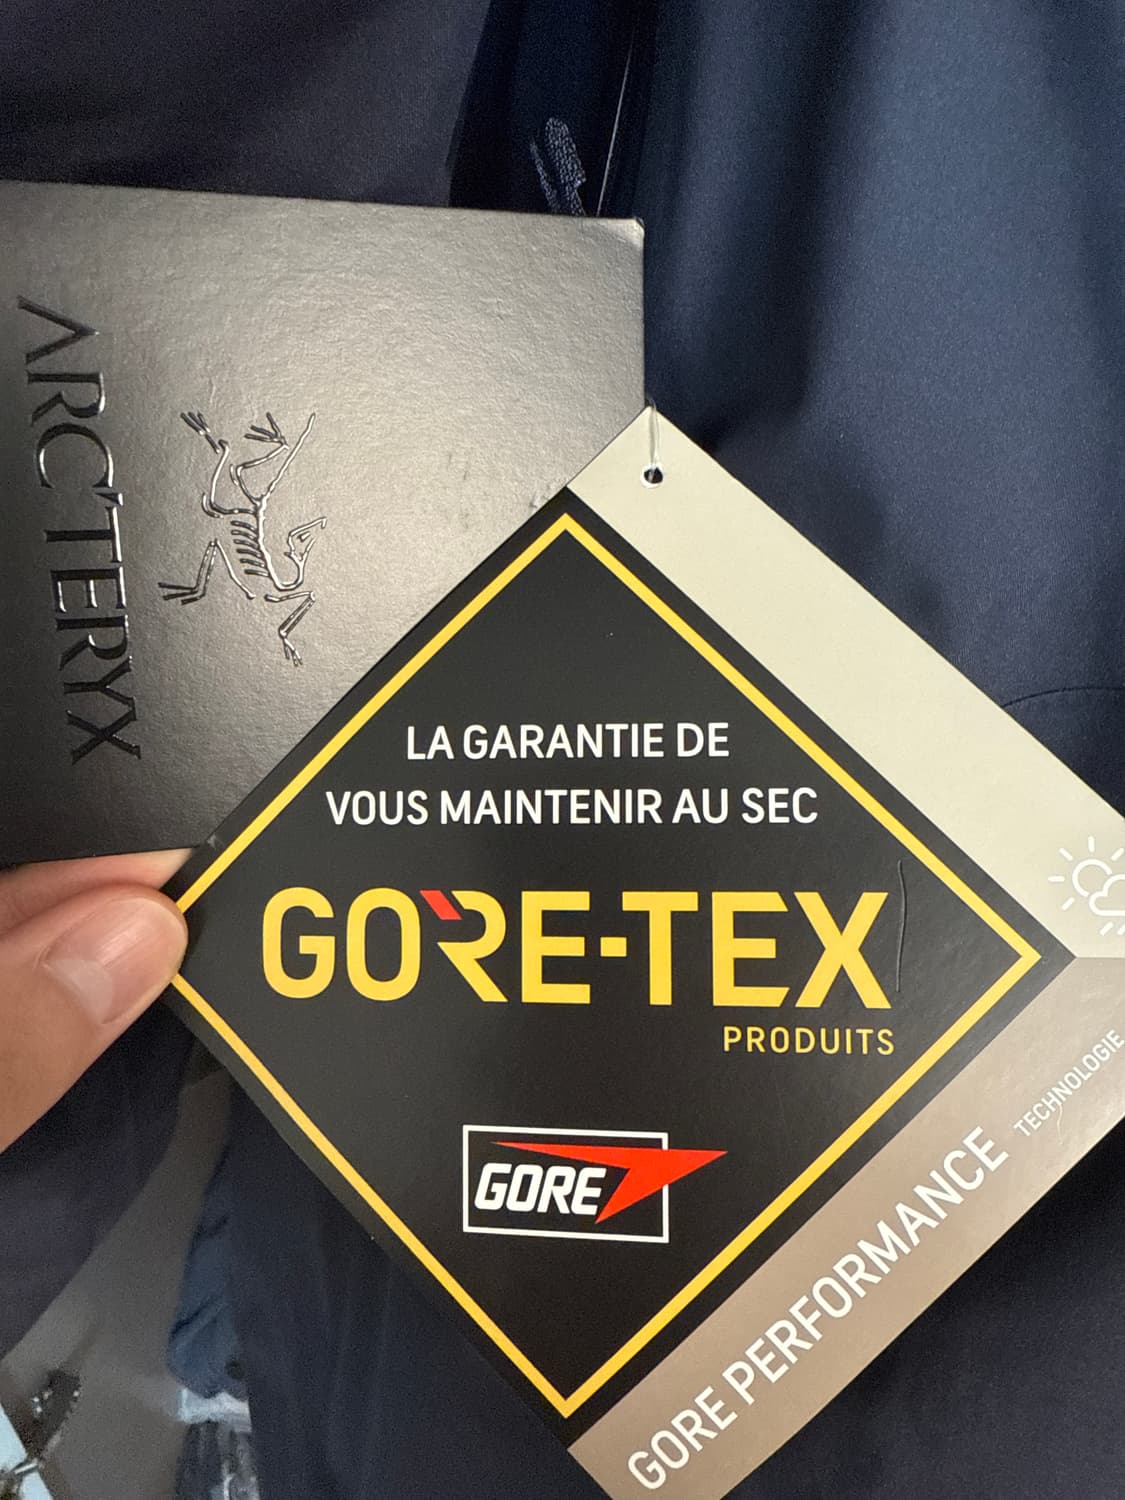 ARC'TERYX
LA GARANTIE DE
VOUS MAINTENIR AU SEC
GORE-TEX
PRODUITS
GORE
GORE PERFORMANCE TECHNOLOGIE